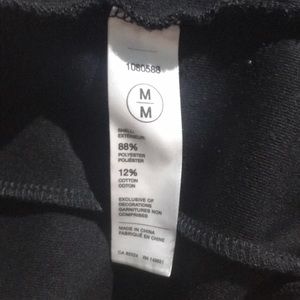 1080588
M
M
SHELL:
EXTÉRIEUR:
88%
POLYESTER
POLYESTER
12%
COTTON
COTON
EXCLUSIVE OF
DECORATIONS
GARNITURES NON
COMPRISES
MADE IN CHINA
FABRIQUÉ EN CHINE